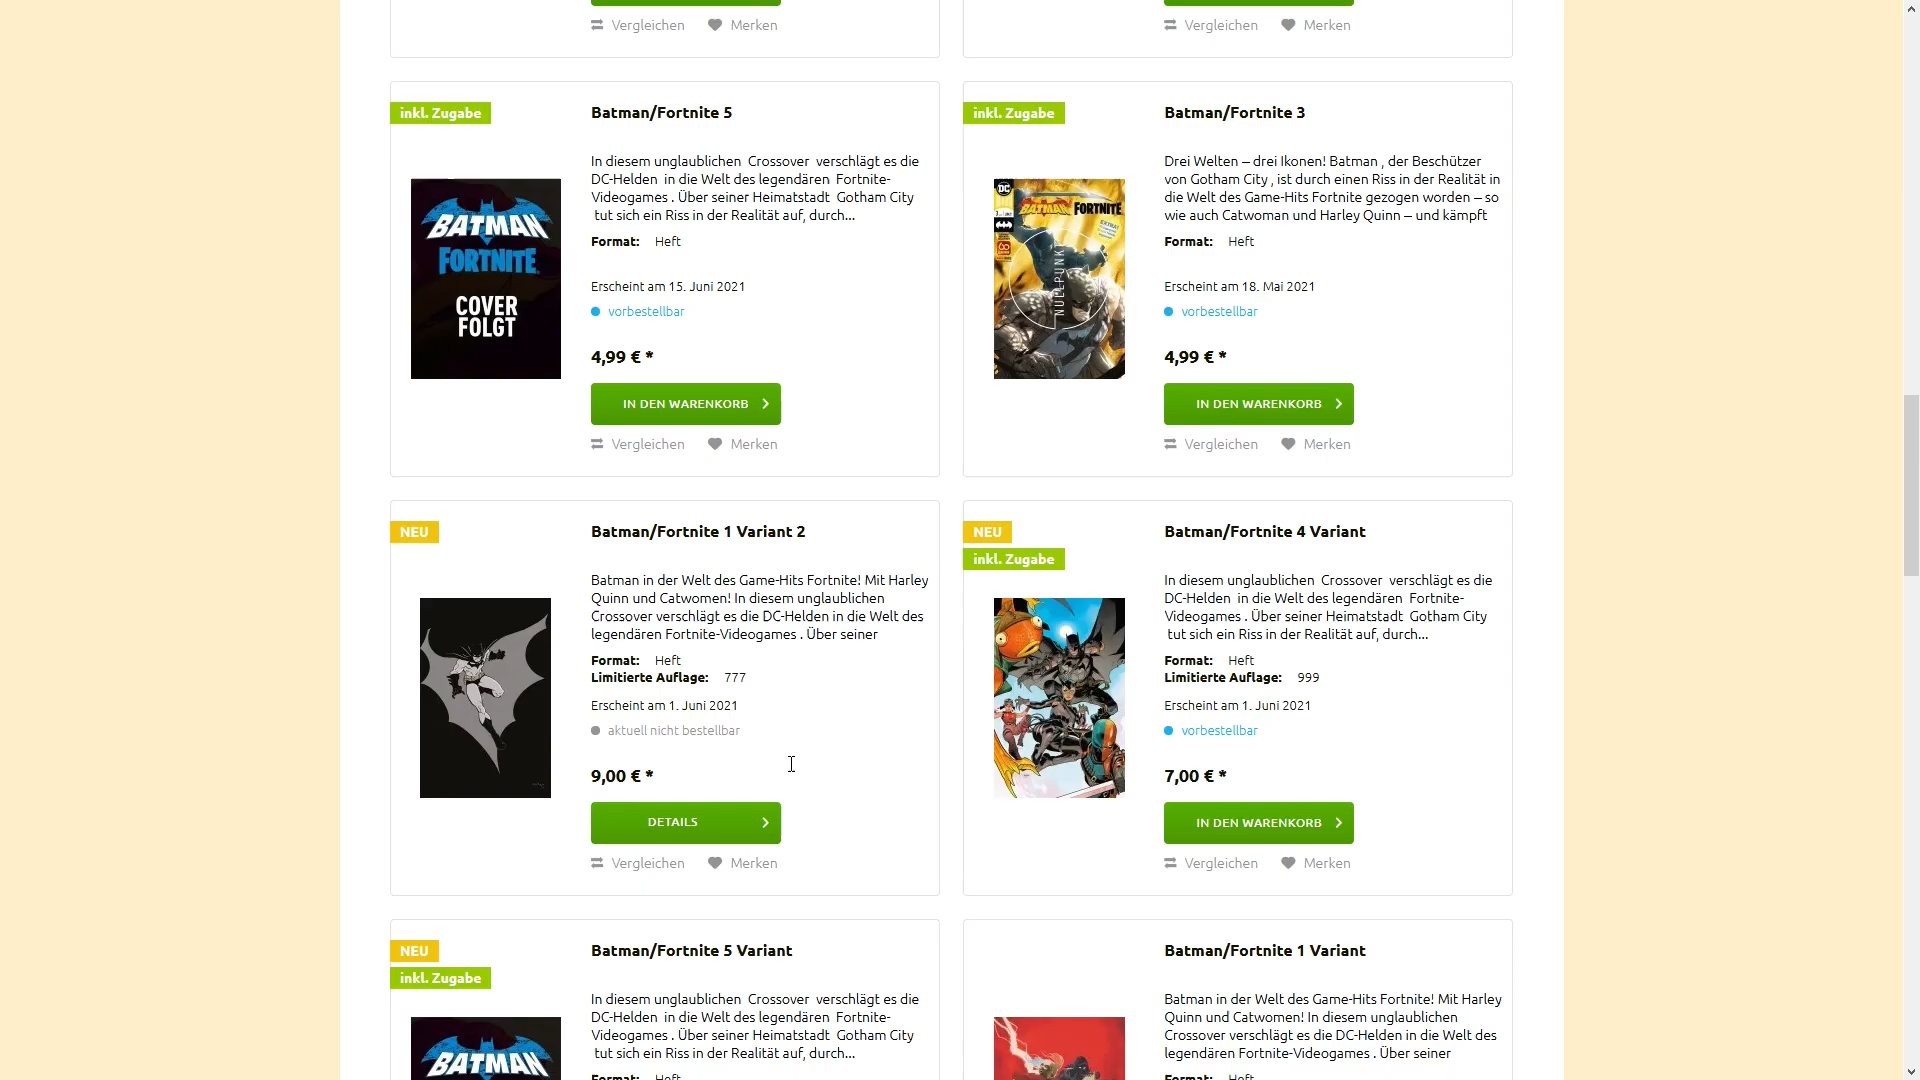 Vergleichen Merken
Vergleichen Merken
inkl. Zugabe
Batman/Fortnite 5
BATMAN
FORTNITE
COVER
FOLGT
In diesem unglaublichen Crossover verschlägt es die
DC-Helden in die Welt des legendären Fortnite-
Videogames . Über seiner Heimatstadt Gotham City
tut sich ein Riss in der Realität auf, durch...
Format: Heft
Erscheint am 15. Juni 2021
vorbestellbar
4,99 € *
IN DEN WARENKORB
Vergleichen Merken
inkl. Zugabe
Batman/Fortnite 3
DC
BATMAN FORTNITE
NULLPUNK
Drei Welten – drei Ikonen! Batman , der Beschützer
von Gotham City , ist durch einen Riss in der Realität in
die Welt des Game-Hits Fortnite gezogen worden – so
wie auch Catwoman und Harley Quinn – und kämpft
Format: Heft
Erscheint am 18. Mai 2021
vorbestellbar
4,99 € *
IN DEN WARENKORB
Vergleichen Merken
NEU
Batman/Fortnite 1 Variant 2
Batman in der Welt des Game-Hits Fortnite! Mit Harley
Quinn und Catwomen! In diesem unglaublichen
Crossover verschlägt es die DC-Helden in die Welt des
legendären Fortnite-Videogames . Über seiner
Format: Heft
Limitierte Auflage: 777
Erscheint am 1. Juni 2021
aktuell nicht bestellbar
9,00 € *
DETAILS
Vergleichen Merken
NEU
inkl. Zugabe
Batman/Fortnite 4 Variant
In diesem unglaublichen Crossover verschlägt es die
DC-Helden in die Welt des legendären Fortnite-
Videogames . Über seiner Heimatstadt Gotham City
tut sich ein Riss in der Realität auf, durch...
Format: Heft
Limitierte Auflage: 999
Erscheint am 1. Juni 2021
vorbestellbar
7,00 € *
IN DEN WARENKORB
Vergleichen Merken
NEU
inkl. Zugabe
Batman/Fortnite 5 Variant
BATMAN
In diesem unglaublichen Crossover verschlägt es die
DC-Helden in die Welt des legendären Fortnite-
Videogames . Über seiner Heimatstadt Gotham City
tut sich ein Riss in der Realität auf, durch...
Format: Heft
Batman/Fortnite 1 Variant
Batman in der Welt des Game-Hits Fortnite! Mit Harley
Quinn und Catwomen! In diesem unglaublichen
Crossover verschlägt es die DC-Helden in die Welt des
legendären Fortnite-Videogames . Über seiner
Format: Heft